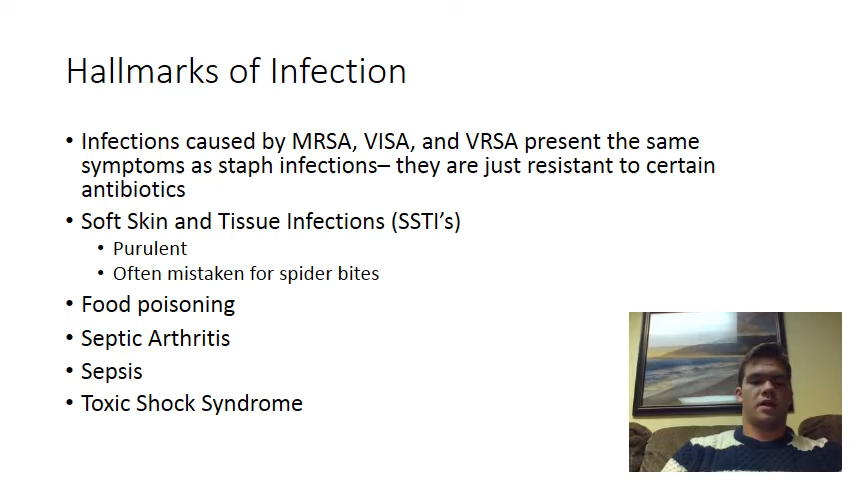 Hallmarks of Infection
• Infections caused by MRSA, VISA, and VRSA present the same
symptoms as staph infections– they are just resistant to certain
antibiotics
• Soft Skin and Tissue Infections (SSTI’s)
• Purulent
• Often mistaken for spider bites
• Food poisoning
• Septic Arthritis
• Sepsis
• Toxic Shock Syndrome